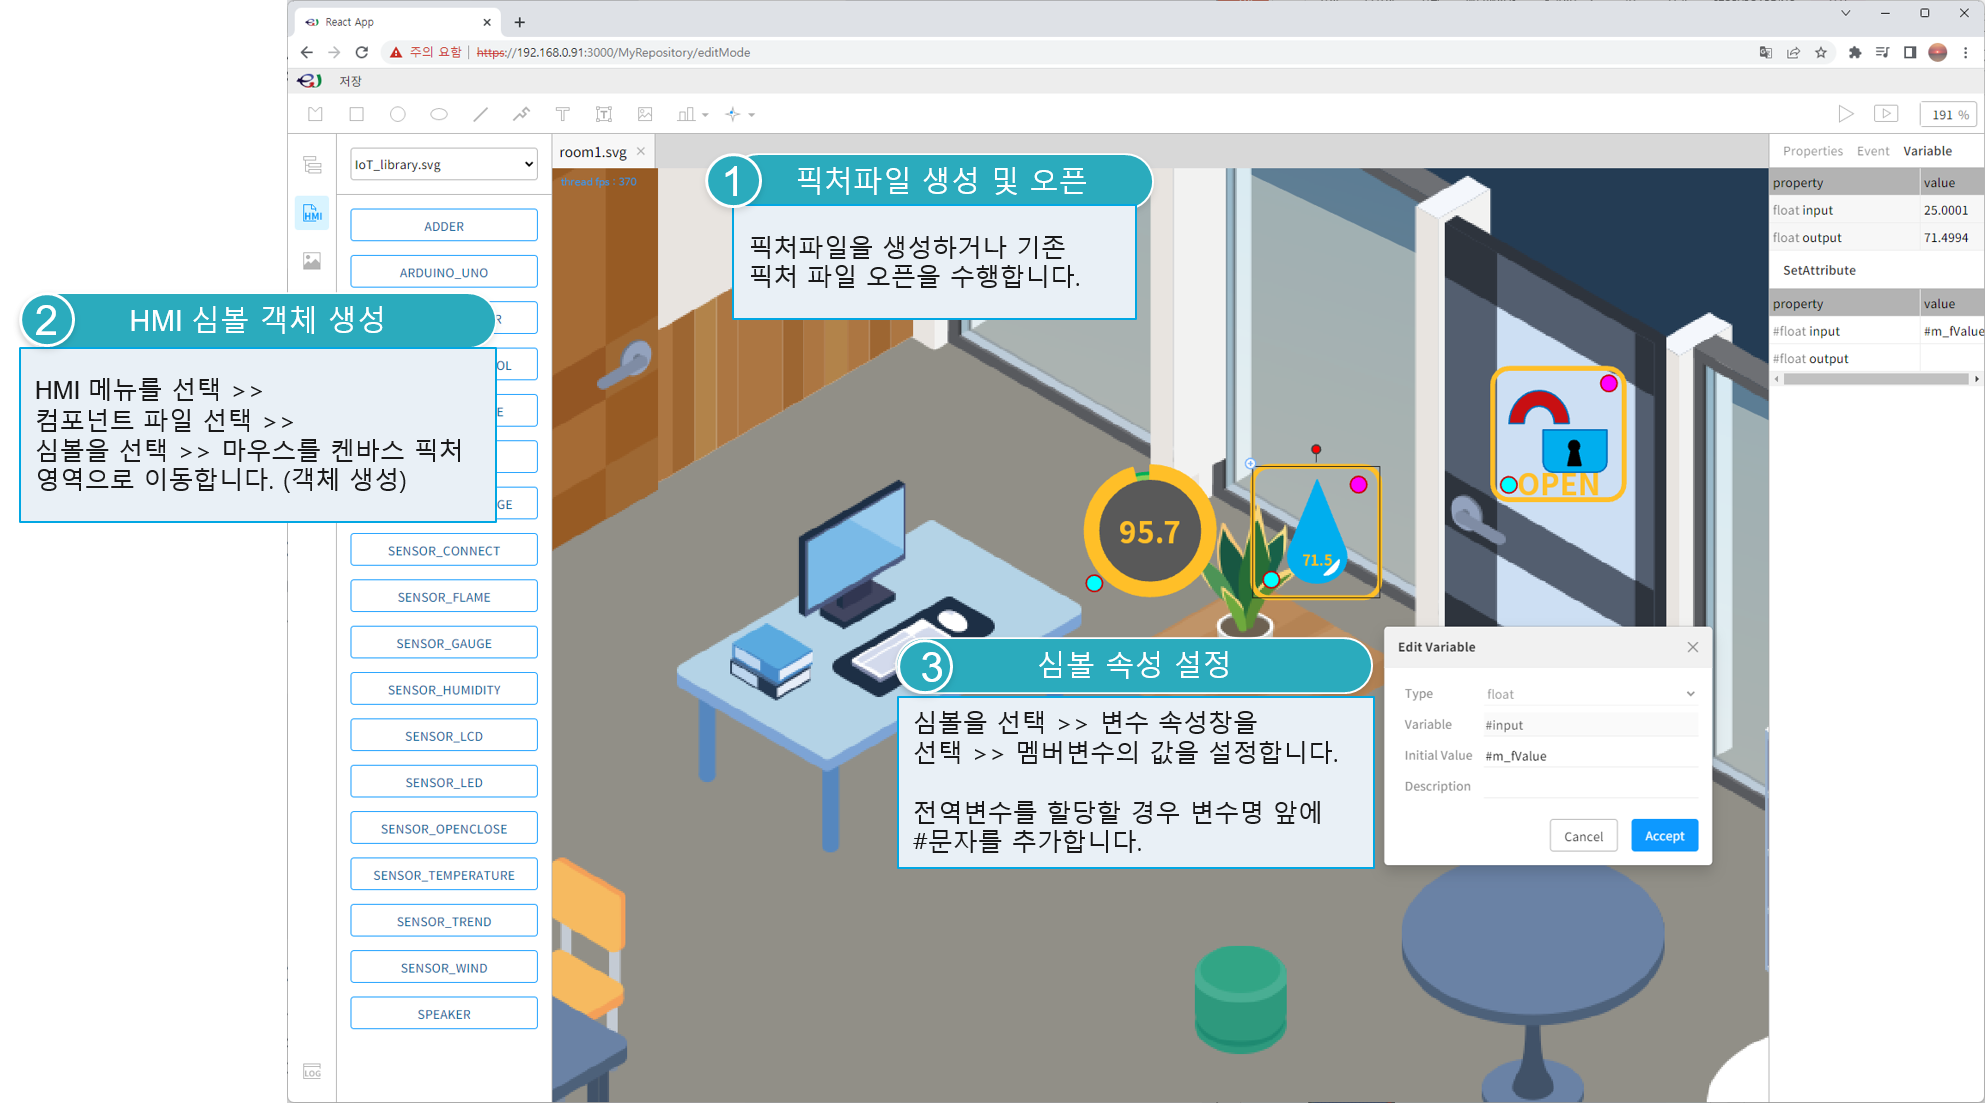 React App
주의 요함
https://192.168.0.91:3000/MyRepository/editMode
저장
191 %
IoT_library.svg
room1.svg
thread fps : 370
Properties Event Variable
property value
float input 25.0001
float output 71.4994
SetAttribute
property value
#float input #m_fValue
#float output
HMI
ADDER
ARDUINO_UNO
R
OL
E
GE
SENSOR_CONNECT
SENSOR_FLAME
SENSOR_GAUGE
SENSOR_HUMIDITY
SENSOR_LCD
SENSOR_LED
SENSOR_OPENCLOSE
SENSOR_TEMPERATURE
SENSOR_TREND
SENSOR_WIND
SPEAKER
LOG
1 픽처파일 생성 및 오픈
픽처파일을 생성하거나 기존
픽처 파일 오픈을 수행합니다.
2 HMI 심볼 객체 생성
HMI 메뉴를 선택 >>
컴포넌트 파일 선택 >>
심볼을 선택 >> 마우스를 켄바스 픽처
영역으로 이동합니다. (객체 생성)
95.7
71.5
OPEN
3 심볼 속성 설정
심볼을 선택 >> 변수 속성창을
선택 >> 멤버변수의 값을 설정합니다.
전역변수를 할당할 경우 변수명 앞에
#문자를 추가합니다.
Edit Variable
Type float
Variable #input
Initial Value #m_fValue
Description
Cancel Accept